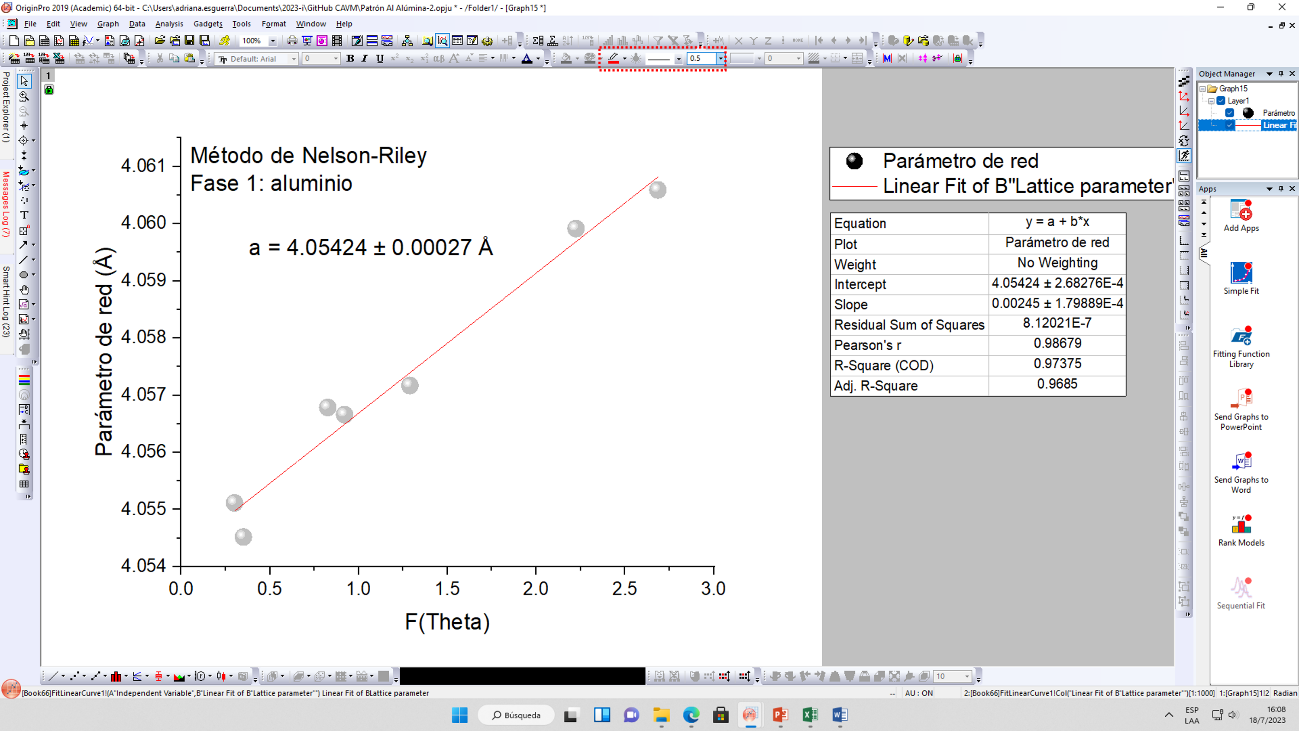 OriginPro 2019 (Academic) 64-bit - C:\Users\adriana.esguerra\Documents\2023-i\GitHub CAVM\Patrón Al Alúmina-2.opju * - /Folder1/ - [Graph15 *]
File Edit View Graph Data Analysis Gadgets Tools Format Window Help
100%
Default: Arial 0 B I U 0.5 0
1
Project Explorer (1)
Messages Log (7)
Smart Hint Log (23)
Método de Nelson-Riley
Fase 1: aluminio
a = 4.05424 ± 0.00027 Å
Parámetro de red (Å)
4.061
4.060
4.059
4.058
4.057
4.056
4.055
4.054
0.0 0.5 1.0 1.5 2.0 2.5 3.0
F(Theta)
Parámetro de red
Linear Fit of B"Lattice parameter"
Equation y = a + b*x
Plot Parámetro de red
Weight No Weighting
Intercept 4.05424 ± 2.68276E-4
Slope 0.00245 ± 1.79889E-4
Residual Sum of Squares 8.12021E-7
Pearson's r 0.98679
R-Square (COD) 0.97375
Adj. R-Square 0.9685
Object Manager
Graph15
Layer1
Parámetro
Linear Fi
Apps
All
Add Apps
Simple Fit
Fitting Function
Library
Send Graphs to
PowerPoint
Send Graphs to
Word
Rank Models
Sequential Fit
10
[Book66]FitLinearCurve1!(A"Independent Variable",B"Linear Fit of B"Lattice parameter"") Linear Fit of BLattice parameter
-- AU : ON 2:[Book66]FitLinearCurve1!Col("Linear Fit of B"Lattice parameter"")[1:1000] 1:[Graph15]1!2 Radian
Búsqueda
ESP
LAA
16:08
18/7/2023